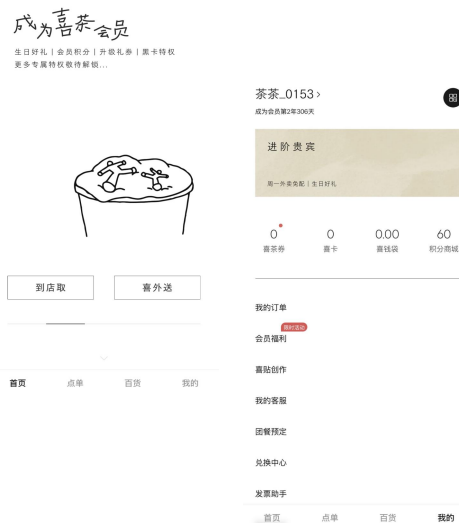 成为喜茶会员
生日好礼丨会员积分丨升级礼券丨黑卡特权
更多专属特权敬待解锁...
到店取
喜外送
首页
点单
百货
我的
茶茶_0153 >
成为会员第2年306天
进阶贵宾
周一外卖免配丨生日好礼
0
0
0.00
60
喜茶券
喜卡
喜钱袋
积分商城
我的订单
限时活动
会员福利
喜贴创作
我的客服
团餐预定
兑换中心
发票助手
首页
点单
百货
我的